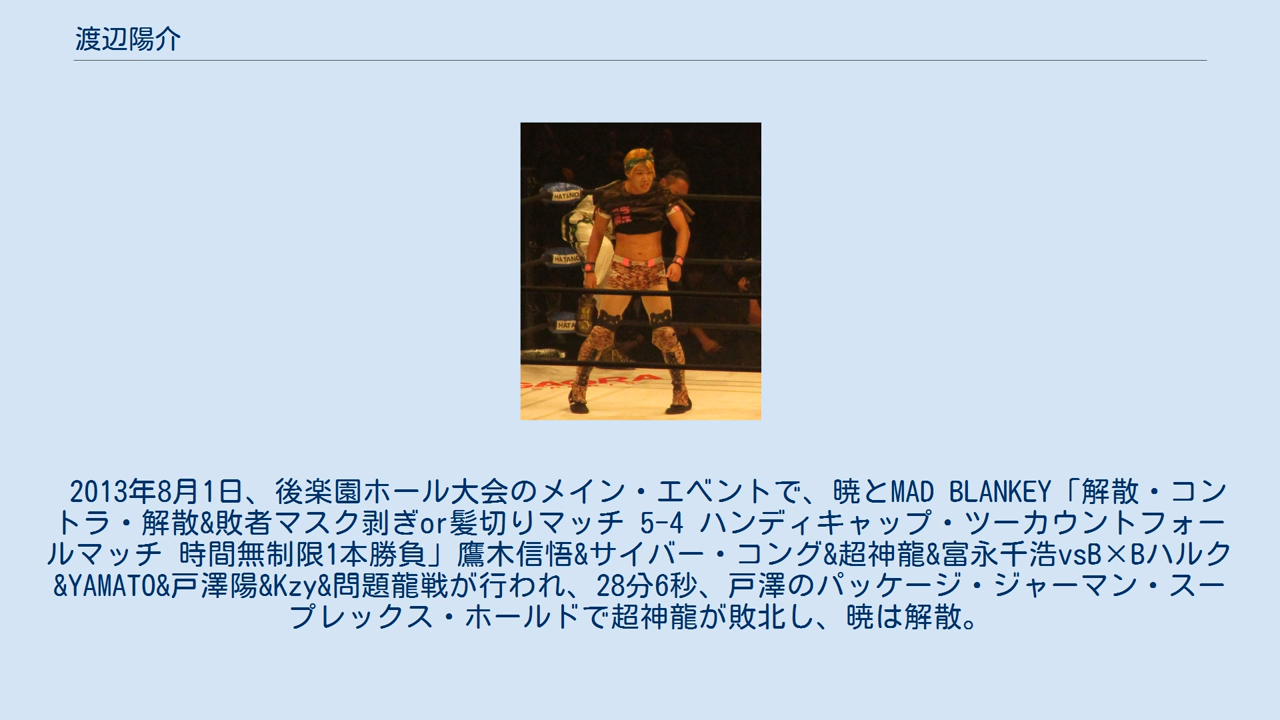 渡辺陽介
HATANO
HATANO
HATA
SAORA
2013年8月1日、後楽園ホール大会のメイン・エベントで、暁とMAD BLANKEY「解散・コン
トラ・解散&敗者マスク剥ぎor髪切りマッチ 5-4 ハンディキャップ・ツーカウントフォー
ルマッチ 時間無制限1本勝負」鷹木信悟&サイバー・コング&超神龍&富永千浩vsB×Bハルク
&YAMATO&戸澤陽&Kzy&問題龍戦が行われ、28分6秒、戸澤のパッケージ・ジャーマン・スー
プレックス・ホールドで超神龍が敗北し、暁は解散。